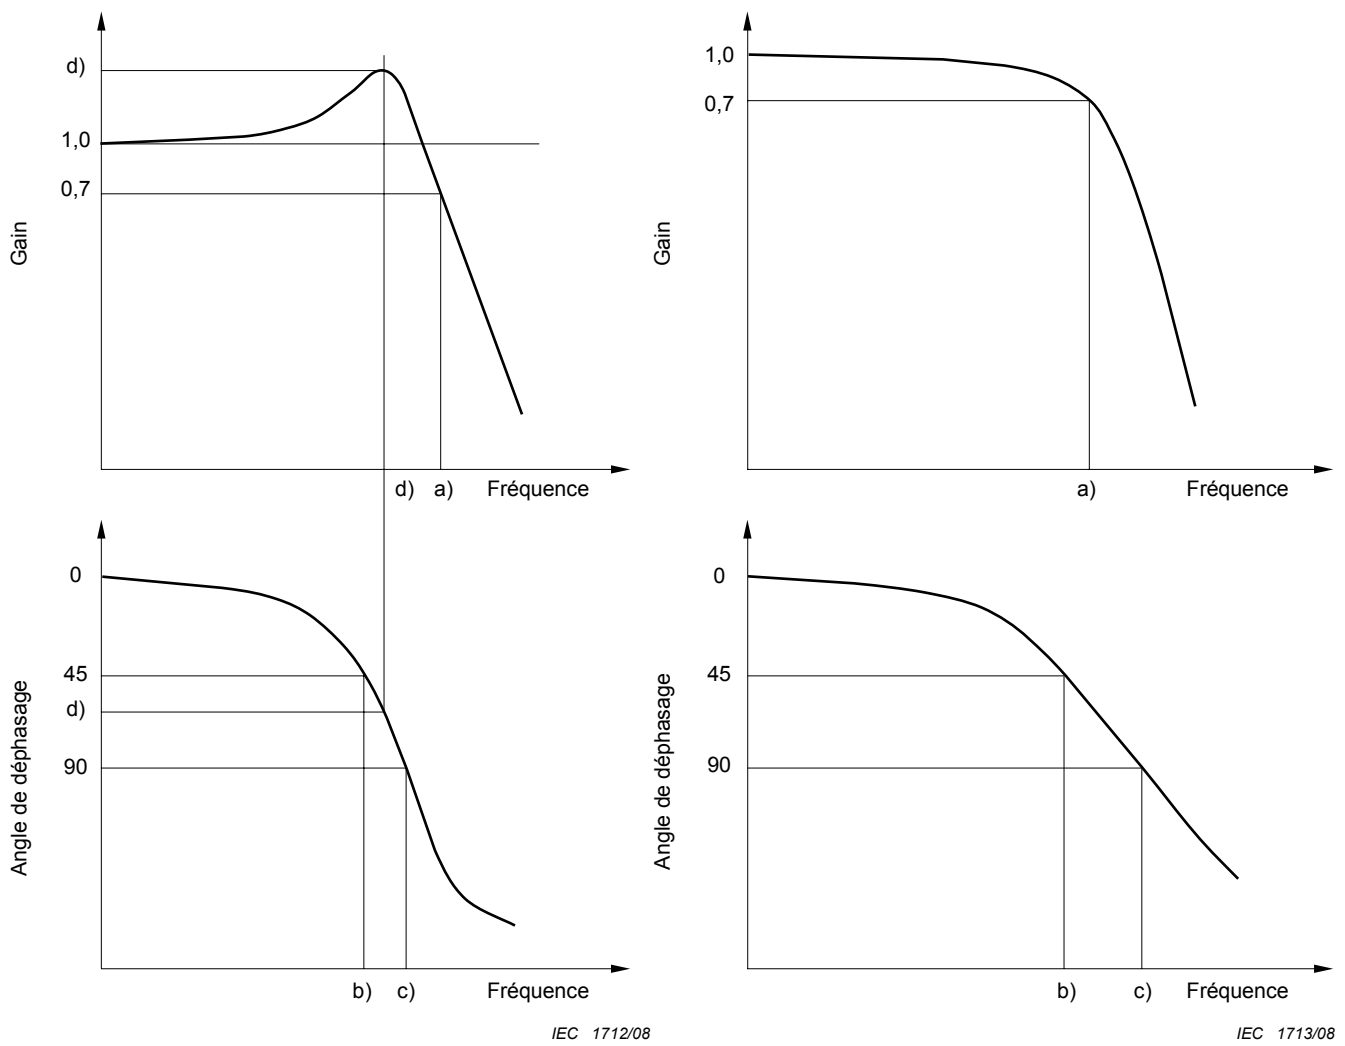 d)
1,0
0,7
Gain
d)
a)
Fréquence
1,0
0,7
Gain
a)
Fréquence
0
45
d)
90
Angle de déphasage
b)
c)
Fréquence
IEC 1712/08
0
45
90
Angle de déphasage
b)
c)
Fréquence
IEC 1713/08